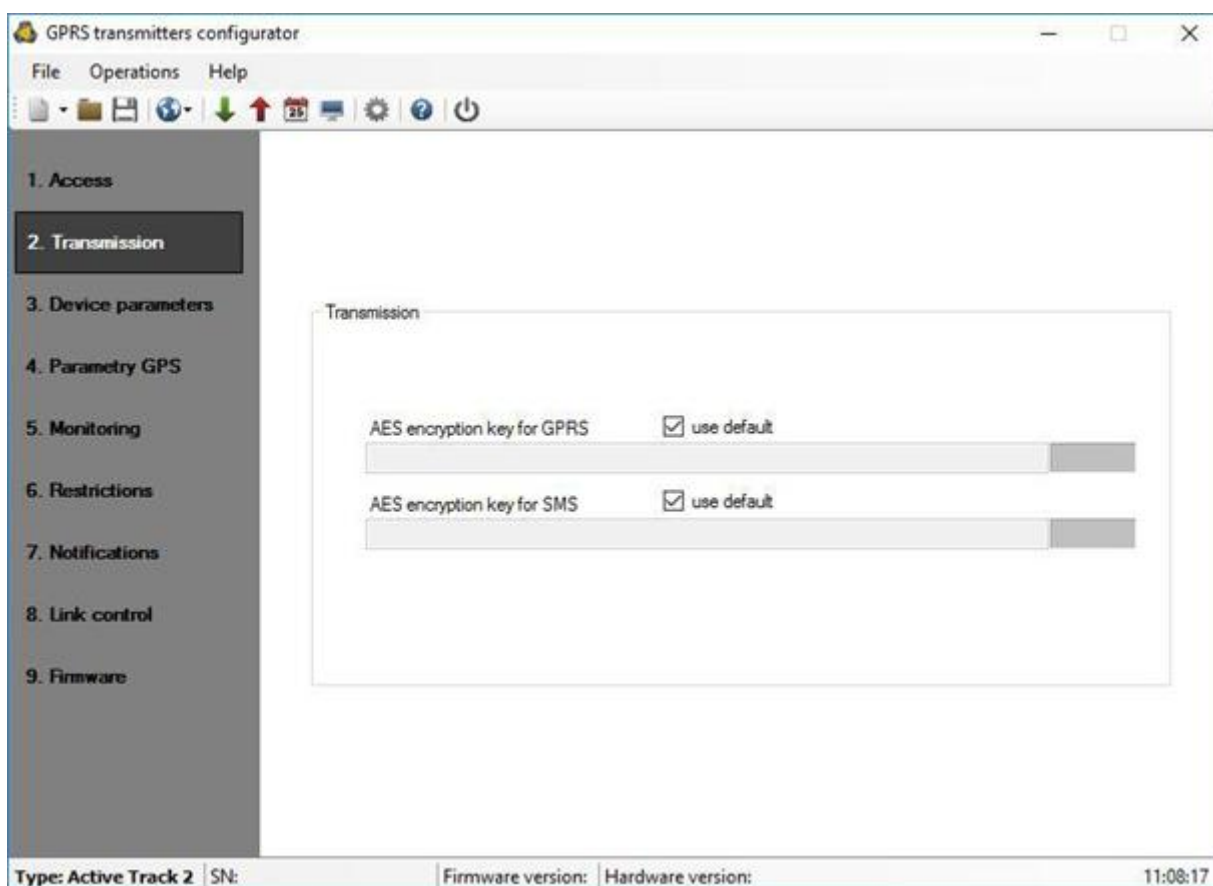 GPRS transmitters configurator
File Operations Help
25
1. Access
2. Transmission
3. Device parameters
4. Parametry GPS
5. Monitoring
6. Restrictions
7. Notifications
8. Link control
9. Firmware
Transmission
AES encryption key for GPRS use default
AES encryption key for SMS use default
Type: Active Track 2 SN: Firmware version: Hardware version: 11:08:17